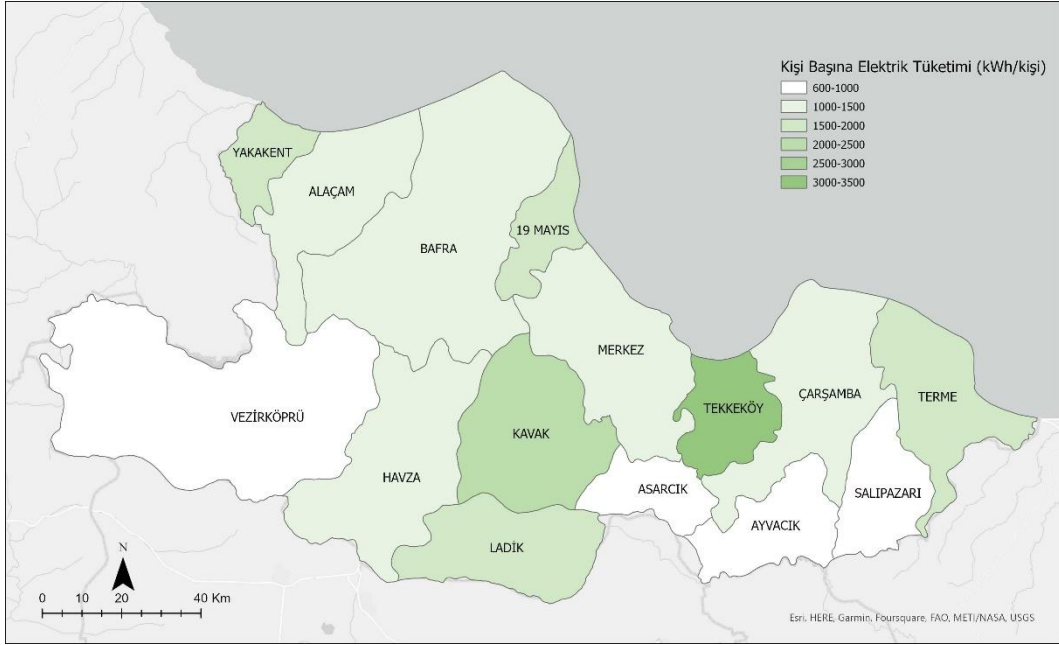 Kişi Başına Elektrik Tüketimi (kWh/kişi)
600-1000
1000-1500
1500-2000
2000-2500
2500-3000
3000-3500
YAKAKENT
ALAÇAM
BAFRA
19 MAYIS
MERKEZ
TEKKEKÖY
ÇARŞAMBA
TERME
VEZİRKÖPRÜ
KAVAK
HAVZA
ASARCIK
SALIPAZARI
AYVACIK
LADİK
N
0 10 20 40 Km
Esri, HERE, Garmin, Foursquare, FAO, METI/NASA, USGS